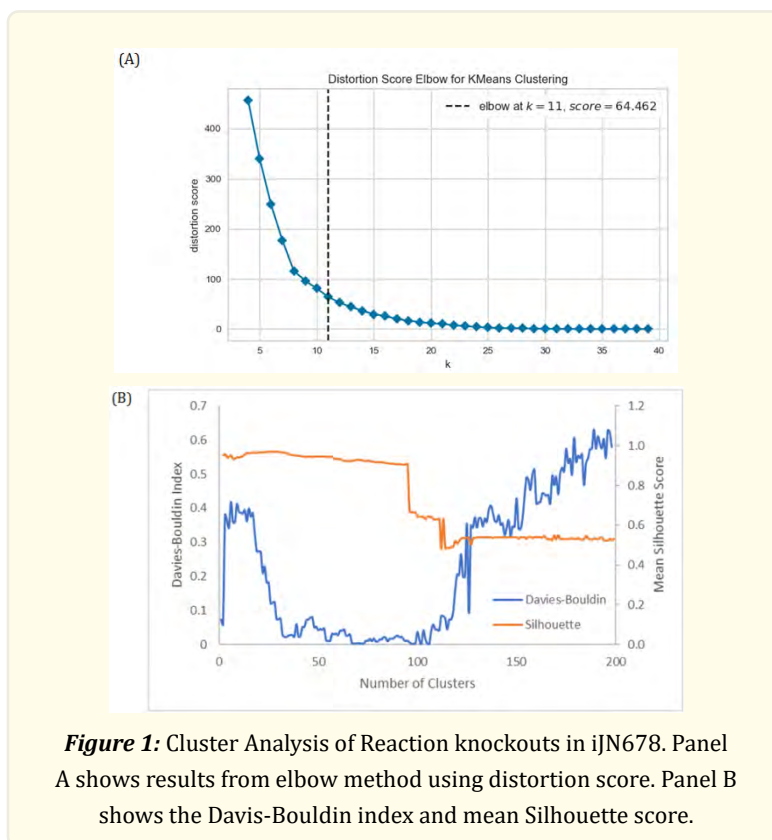 (A)
Distortion Score Elbow for KMeans Clustering
elbow at k = 11, score = 64.462
400
300
200
100
0
distortion score
5 10 15 20 25 30 35 40
k
(B)
0.7 1.2
0.6 1.0
0.5 0.8
0.4
0.3 0.6
0.2 0.4
0.1 0.2
0 0.0
Davies-Bouldin Index
Mean Silhouette Score
Davies-Bouldin
Silhouette
0 50 100 150 200
Number of Clusters
Figure 1: Cluster Analysis of Reaction knockouts in iJN678. Panel
A shows results from elbow method using distortion score. Panel B
shows the Davis-Bouldin index and mean Silhouette score.